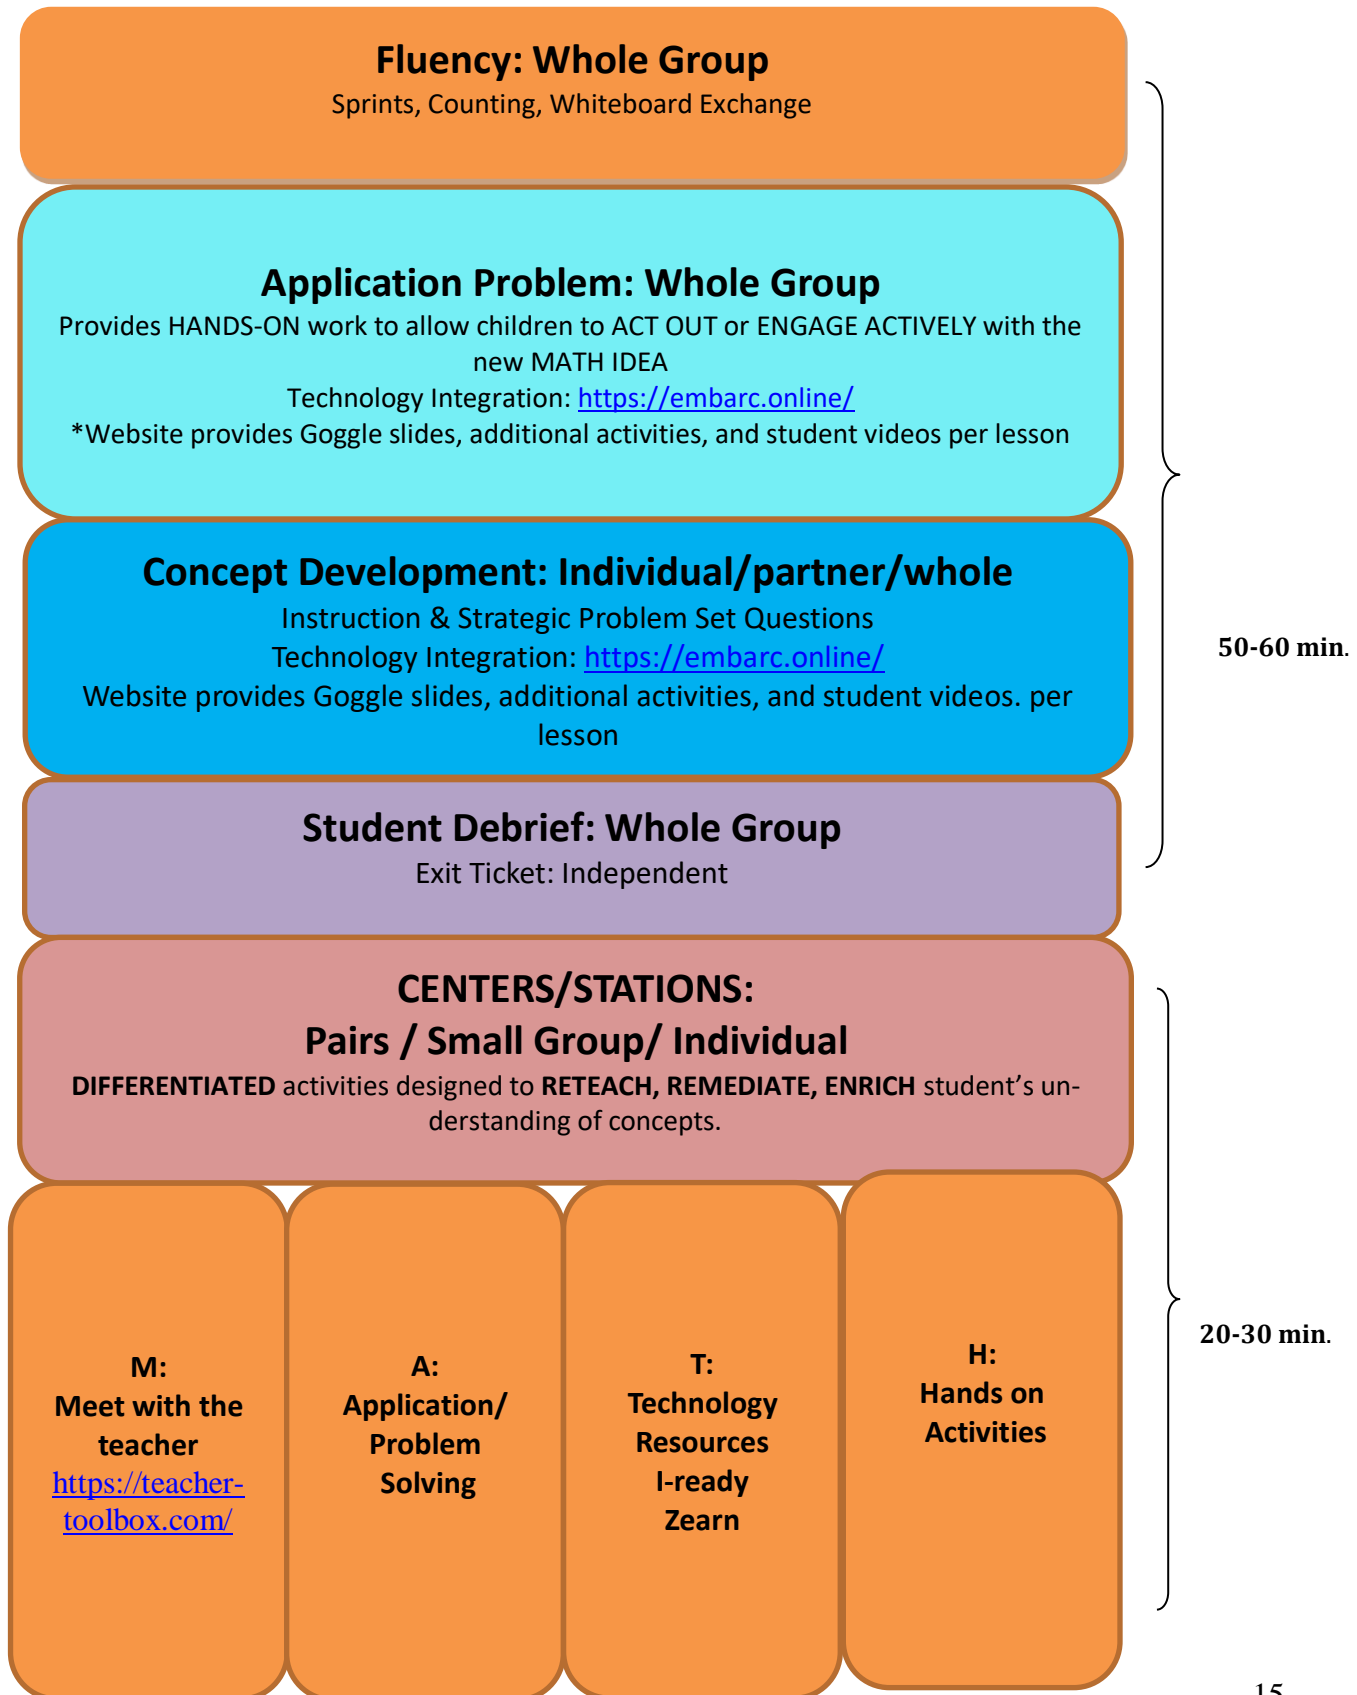 Fluency: Whole Group
Sprints, Counting, Whiteboard Exchange
Application Problem: Whole Group
Provides HANDS-ON work to allow children to ACT OUT or ENGAGE ACTIVELY with the
new MATH IDEA
Technology Integration: https://embarc.online/
*Website provides Goggle slides, additional activities, and student videos per lesson
Concept Development: Individual/partner/whole
Instruction & Strategic Problem Set Questions
Technology Integration: https://embarc.online/
Website provides Goggle slides, additional activities, and student videos. per
lesson
50-60 min.
Student Debrief: Whole Group
Exit Ticket: Independent
CENTERS/STATIONS:
Pairs / Small Group/ Individual
DIFFERENTIATED activities designed to RETEACH, REMEDIATE, ENRICH student’s un-
derstanding of concepts.
M:
Meet with the
teacher
https://teacher-
toolbox.com/
A:
Application/
Problem
Solving
T:
Technology
Resources
I-ready
Zearn
H:
Hands on
Activities
20-30 min.
15